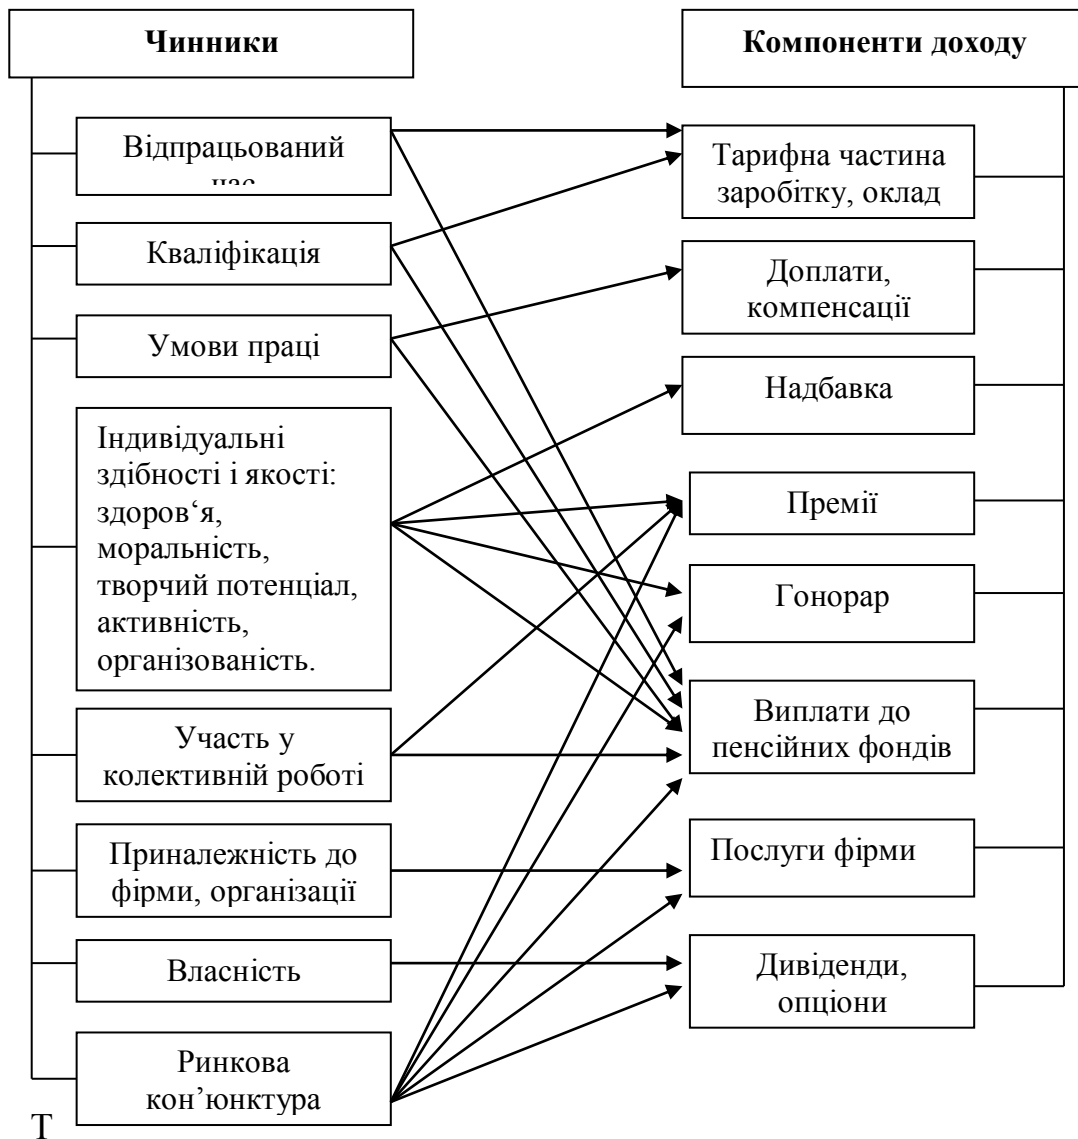 Чинники
Відпрацьований
час
Кваліфікація
Умови праці
Індивідуальні
здібності і якості:
здоров‘я,
моральність,
творчий потенціал,
активність,
організованість.
Участь у
колективній роботі
Приналежність до
фірми, організації
Власність
Ринкова
кон’юнктура
Компоненти доходу
Тарифна частина
заробітку, оклад
Доплати,
компенсації
Надбавка
Премії
Гонорар
Виплати до
пенсійних фондів
Послуги фірми
Дивіденди,
опціони
Т